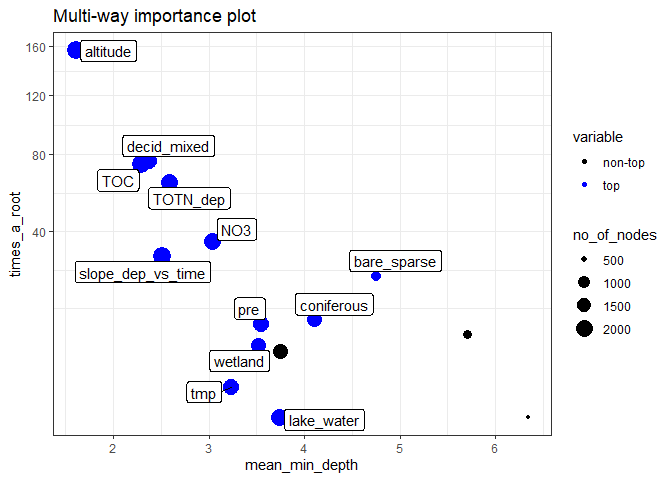 Multi-way importance plot
160
altitude
120
80
decid_mixed
TOC
TOTN_dep
40
NO3
slope_dep_vs_time
bare_sparse
pre
coniferous
wetland
tmp
lake_water
times_a_root
2
3
4
5
6
mean_min_depth
variable
non-top
top
no_of_nodes
500
1000
1500
2000